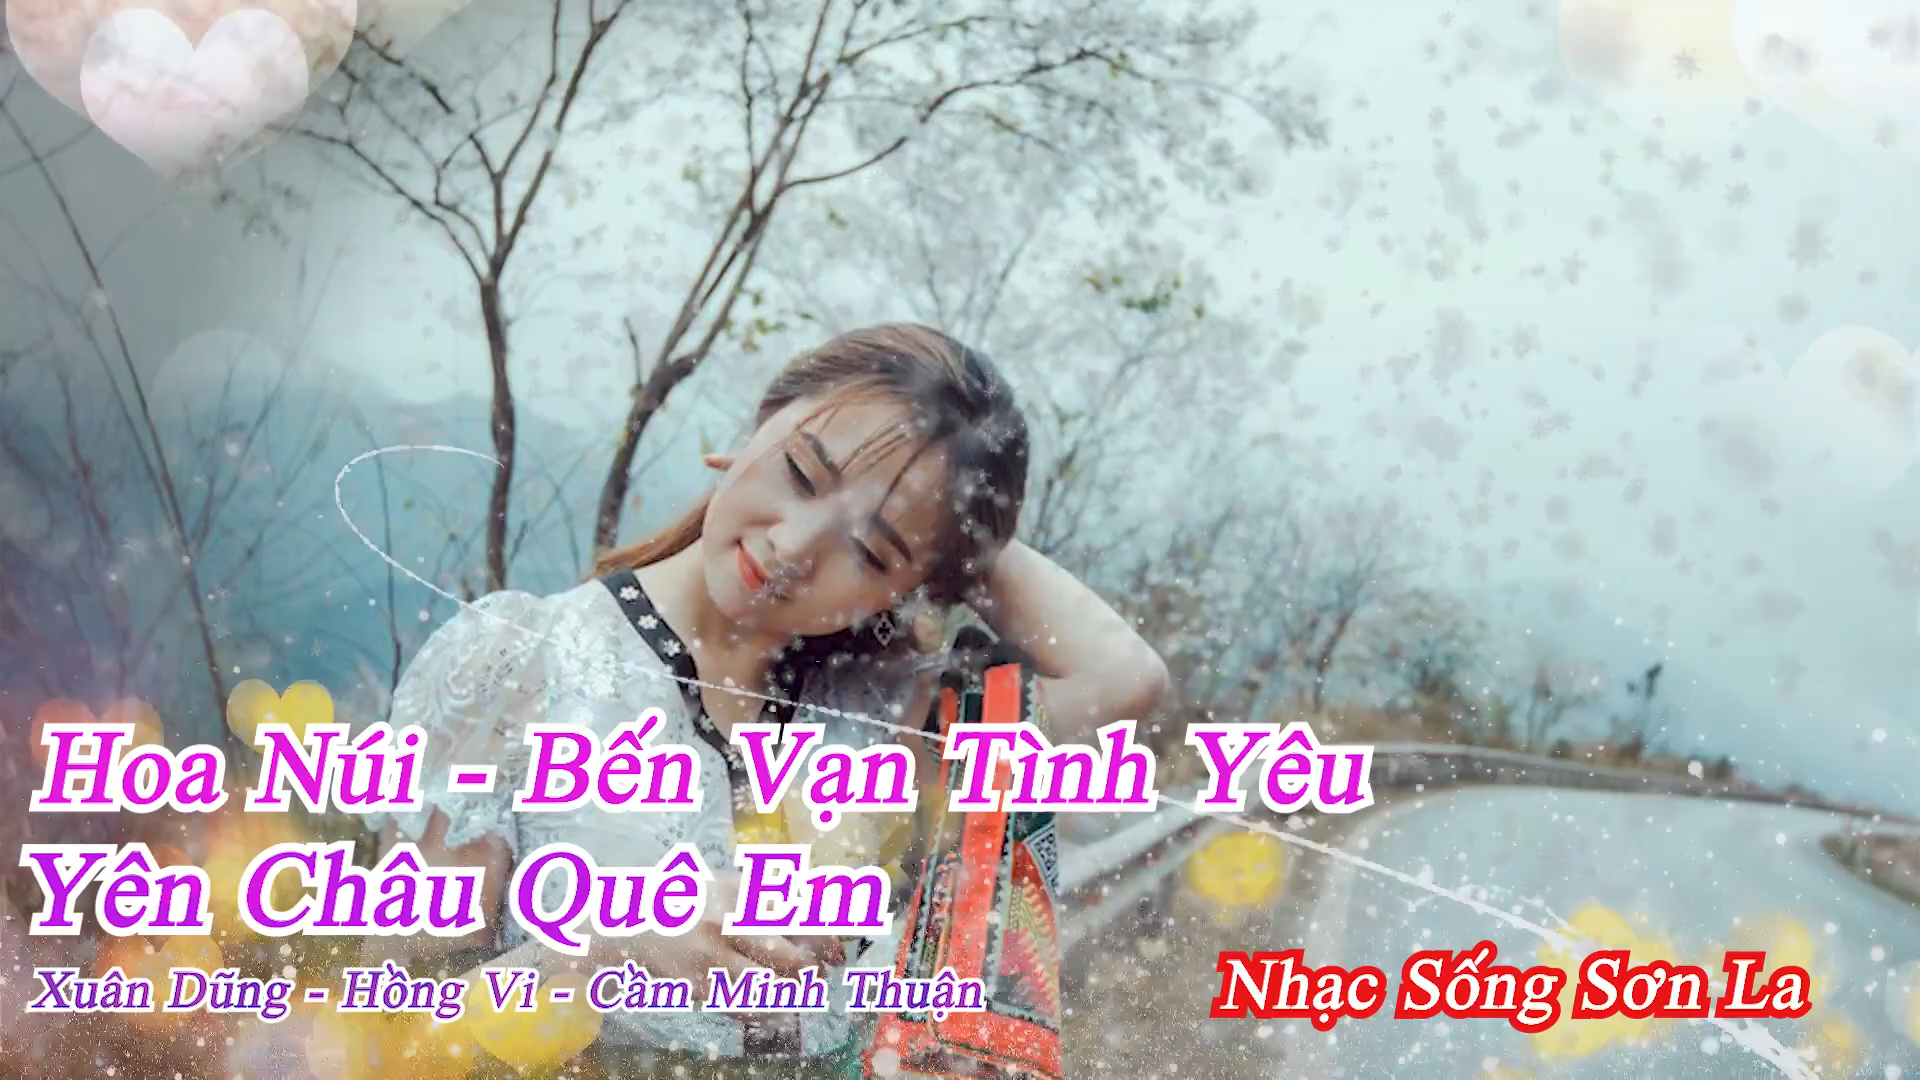 Hoa Núi - Bến Vạn Tình Yêu
Yên Châu Quê Em
Xuân Dũng - Hồng Vi - Cầm Minh Thuận
Nhạc Sống Sơn La